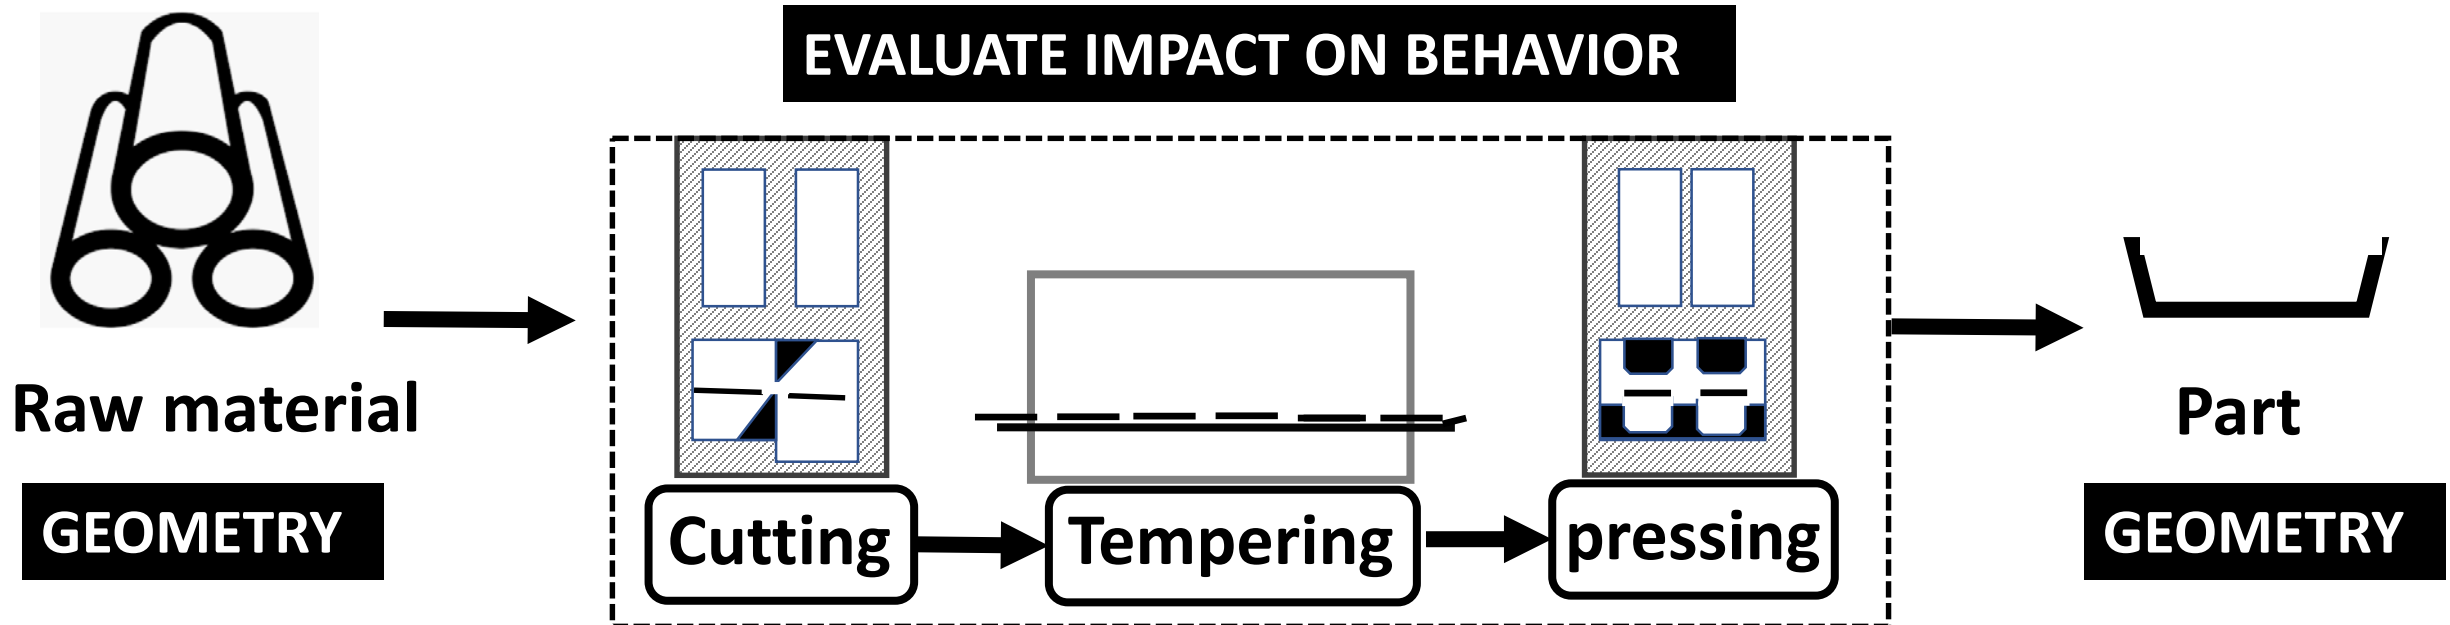 EVALUATE IMPACT ON BEHAVIOR
Raw material
GEOMETRY
Cutting
Tempering
pressing
Part
GEOMETRY